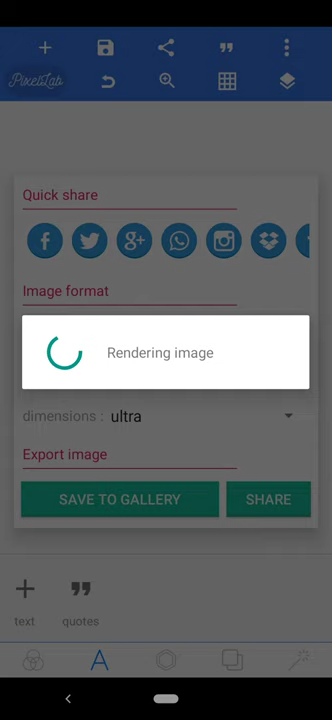 PixelLab
Quick share
Image format
Rendering image
dimensions : ultra
Export image
SAVE TO GALLERY SHARE
text quotes